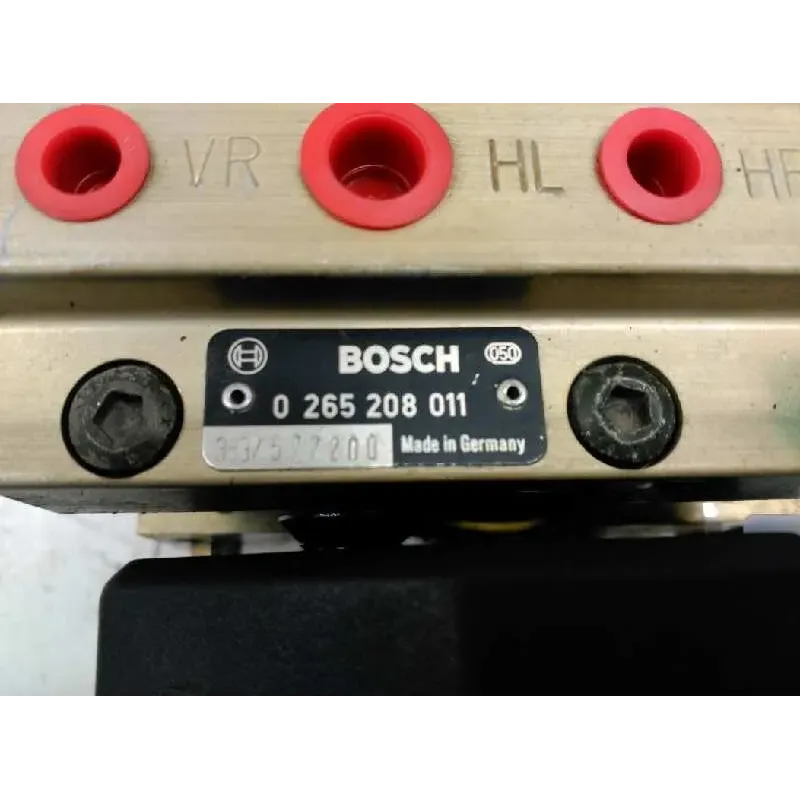 VR HL
BOSCH 050
0 265 208 011
Made in Germany